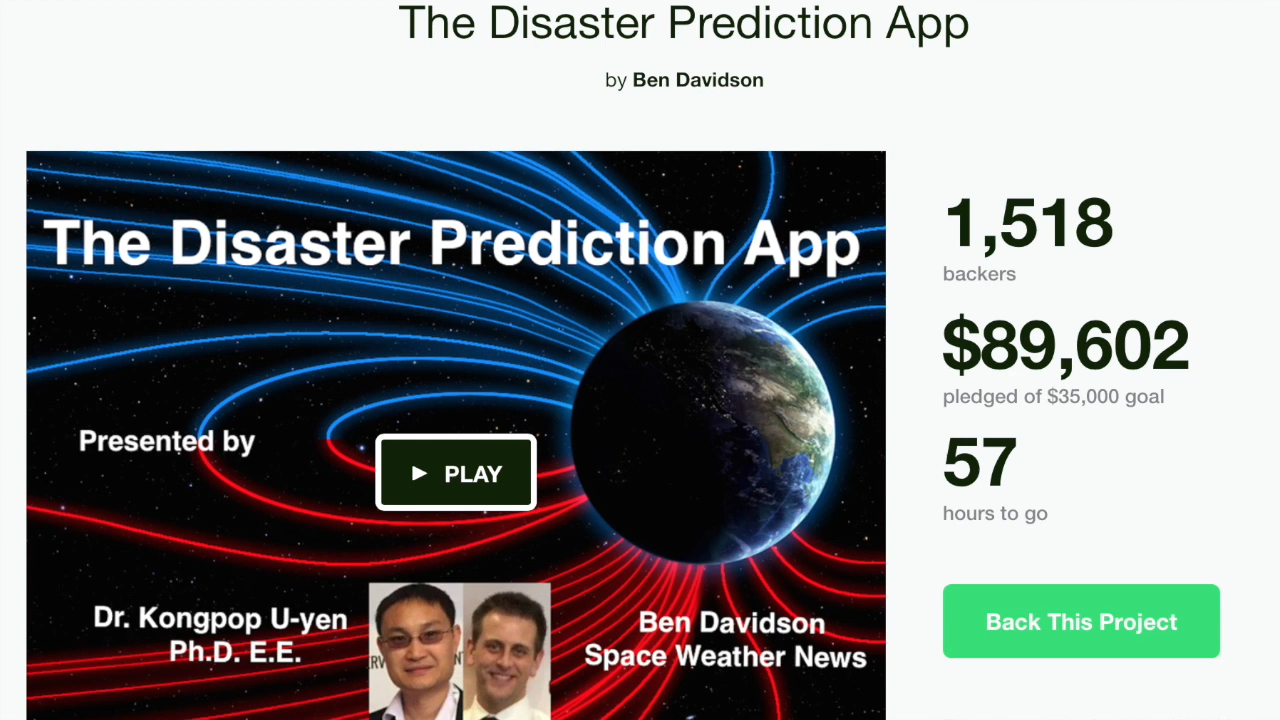 The Disaster Prediction App
by Ben Davidson
The Disaster Prediction App
Presented by
PLAY
Dr. Kongpop U-yen
Ph.D. E.E.
Ben Davidson
Space Weather News
1,518
backers
$89,602
pledged of $35,000 goal
57
hours to go
Back This Project